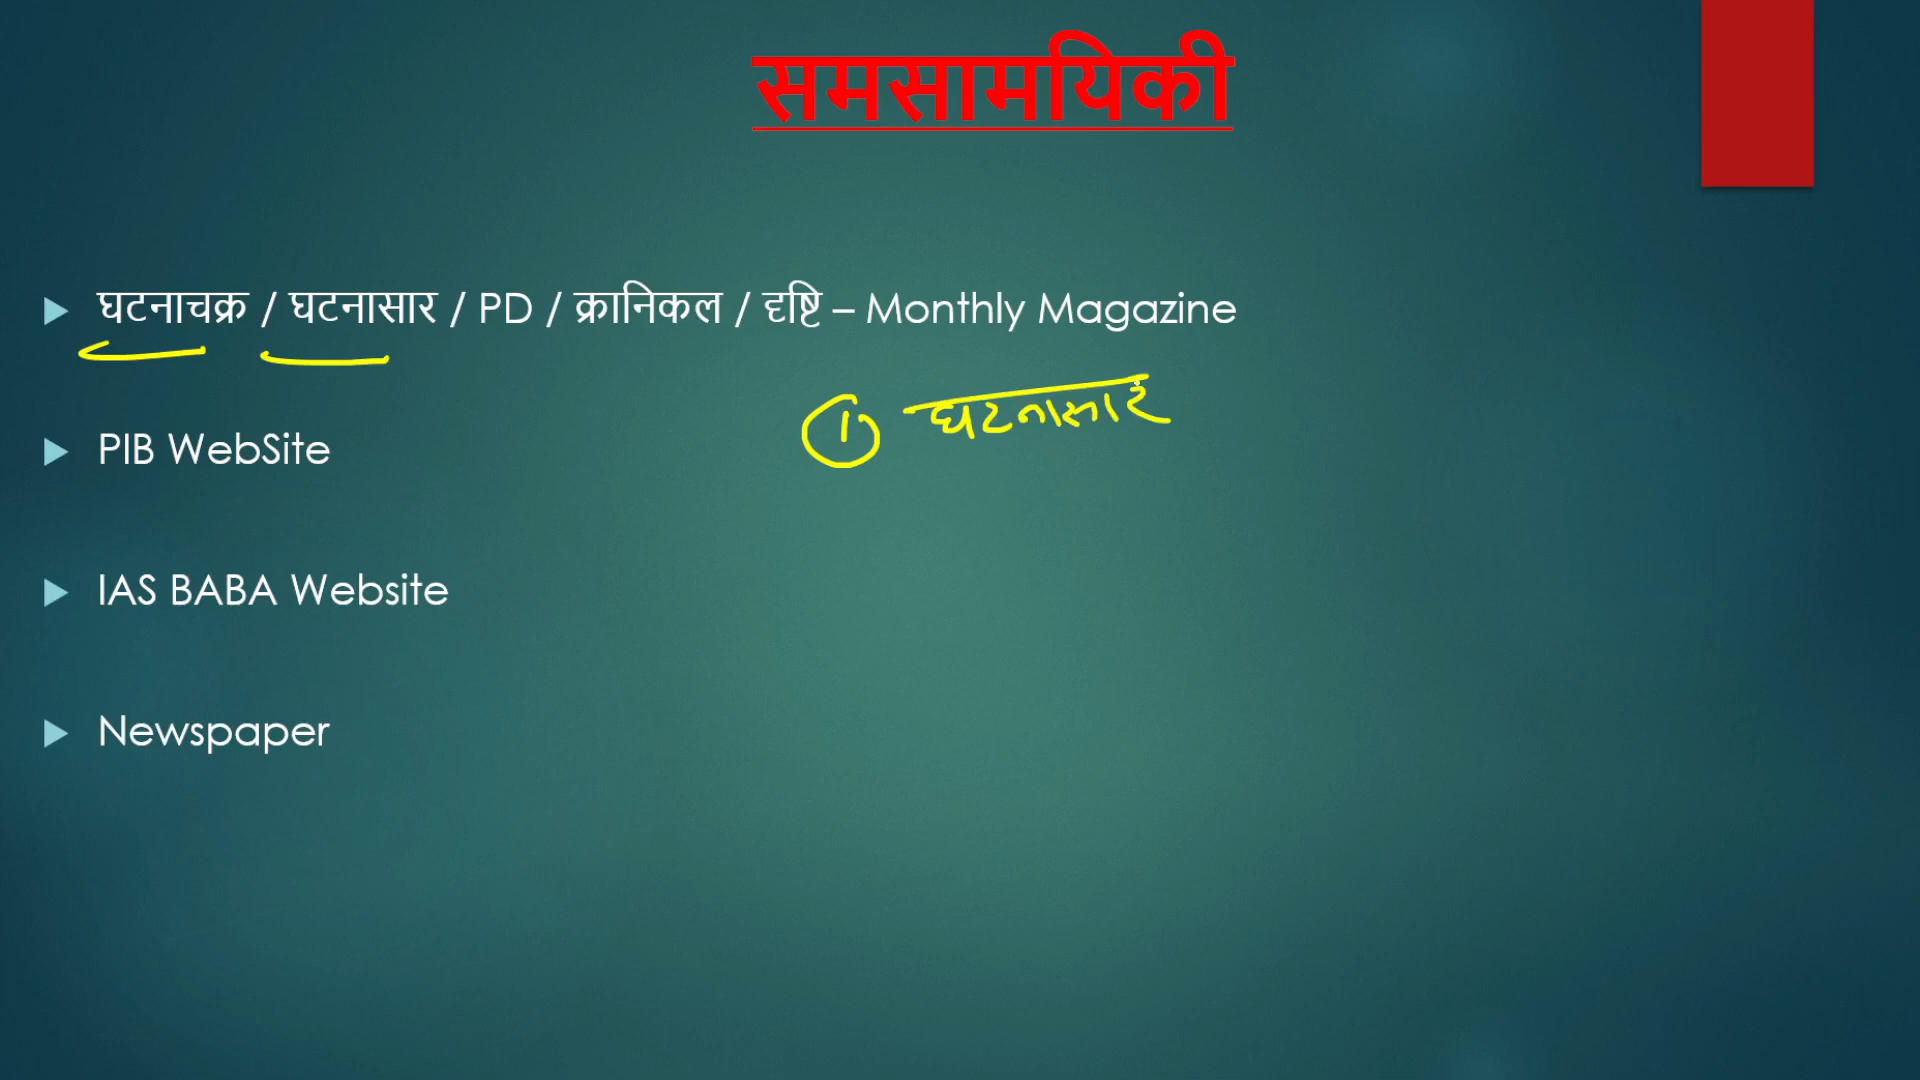 समसामयिकी
घटनाचक्र / घटनासार / PD / क्रानिकल / दृष्टि – Monthly Magazine
① घटनासार
PIB WebSite
IAS BABA Website
Newspaper